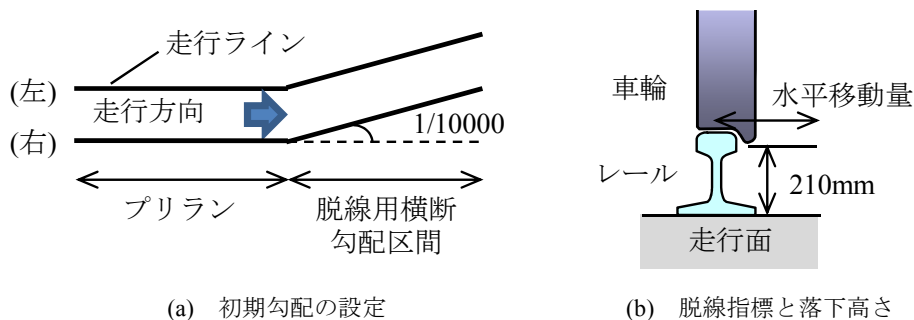 走行ライン
(左)
走行方向
(右)
1/10000
プリラン
脱線用横断
勾配区間
(a) 初期勾配の設定
車輪
水平移動量
レール
210mm
走行面
(b) 脱線指標と落下高さ